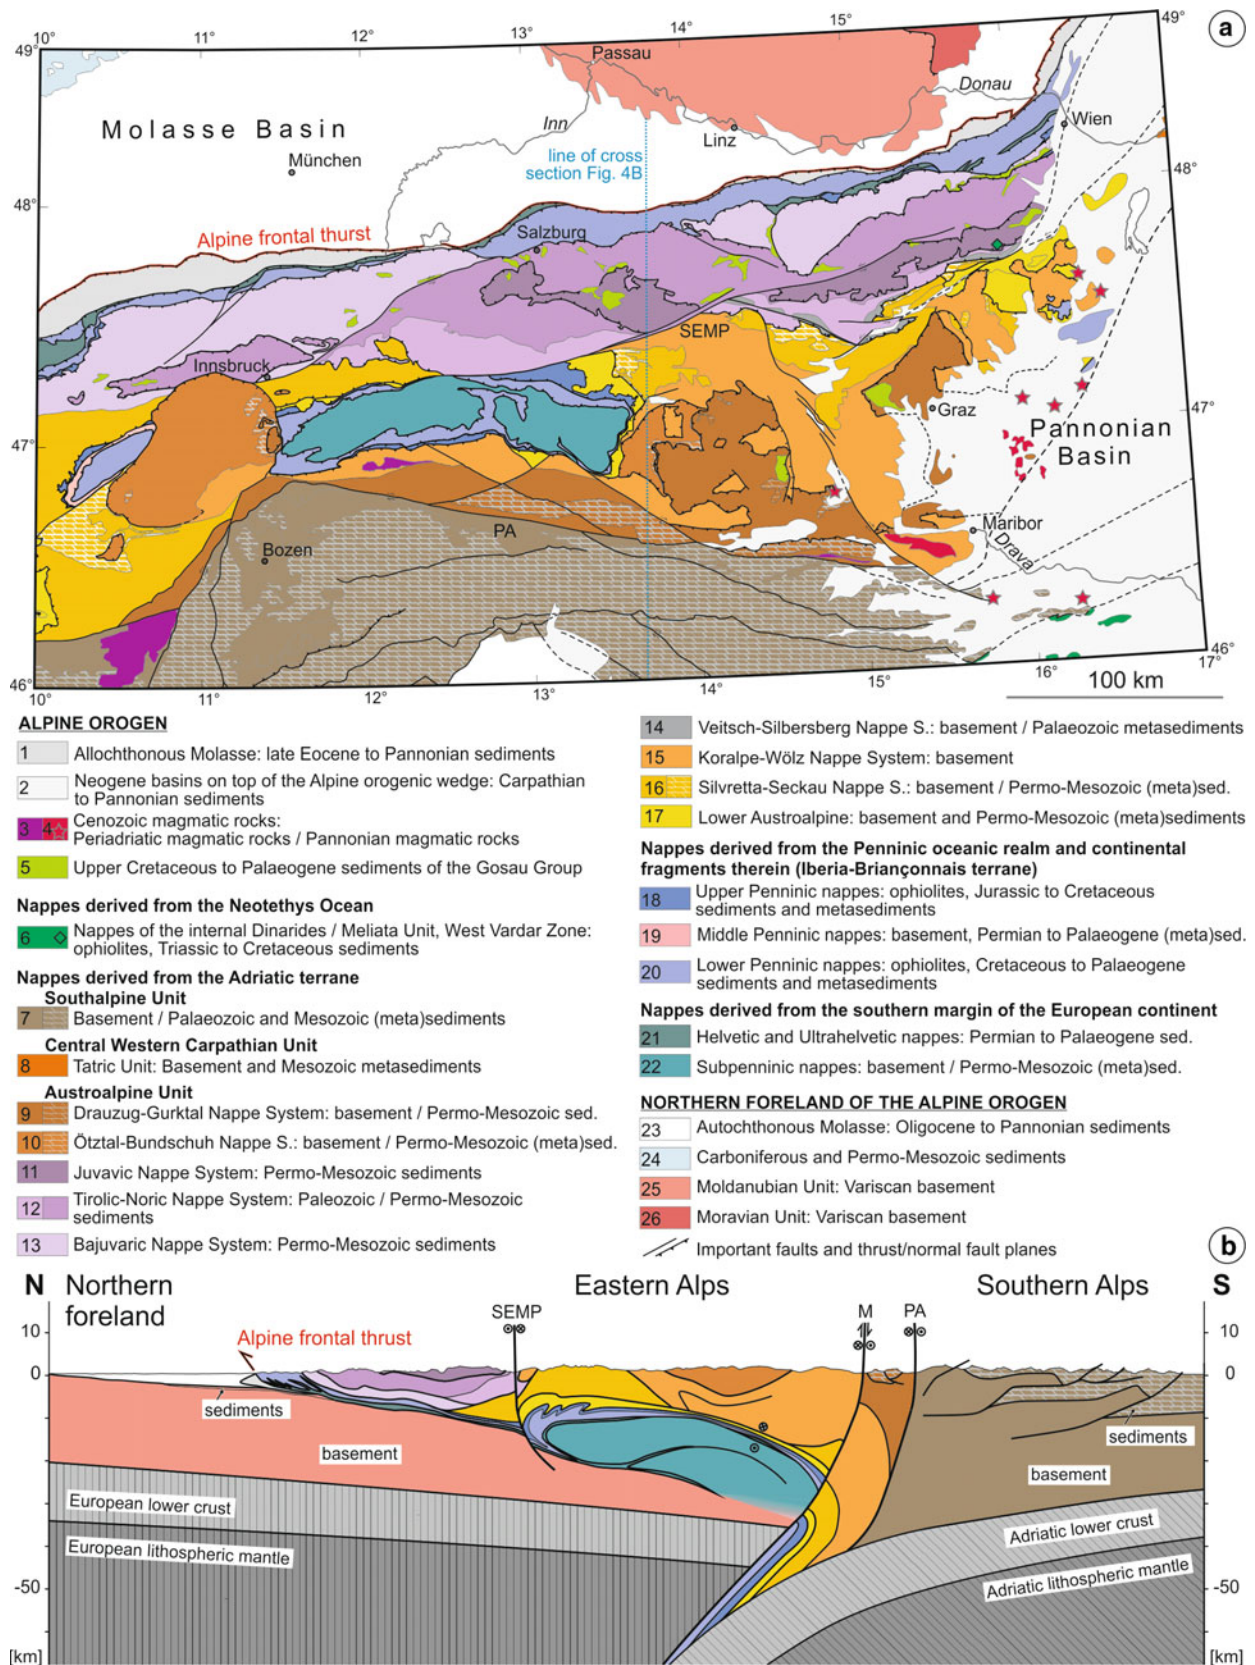 a
49°
10°
11°
12°
13°
14°
15°
49°
Passau
Donau
Molasse Basin
Inn
Wien
Linz
München
line of cross
section Fig. 4B
48°
48°
Alpine frontal thurst
Salzburg
SEMP
Innsbruck
Graz
47°
47°
Pannonian
Basin
PA
Maribor
Bozen
Drava
46°
46°
10°
11°
12°
13°
14°
15°
16°
17°
100 km
ALPINE OROGEN
1 Allochthonous Molasse: late Eocene to Pannonian sediments
2 Neogene basins on top of the Alpine orogenic wedge: Carpathian
to Pannonian sediments
3 4 Cenozoic magmatic rocks:
Periadriatic magmatic rocks / Pannonian magmatic rocks
5 Upper Cretaceous to Palaeogene sediments of the Gosau Group
Nappes derived from the Neotethys Ocean
6 Nappes of the internal Dinarides / Meliata Unit, West Vardar Zone:
ophiolites, Triassic to Cretaceous sediments
Nappes derived from the Adriatic terrane
Southalpine Unit
7 Basement / Palaeozoic and Mesozoic (meta)sediments
Central Western Carpathian Unit
8 Tatric Unit: Basement and Mesozoic metasediments
Austroalpine Unit
9 Drauzug-Gurktal Nappe System: basement / Permo-Mesozoic sed.
10 Ötztal-Bundschuh Nappe S.: basement / Permo-Mesozoic (meta)sed.
11 Juvavic Nappe System: Permo-Mesozoic sediments
12 Tirolic-Noric Nappe System: Paleozoic / Permo-Mesozoic
sediments
13 Bajuvaric Nappe System: Permo-Mesozoic sediments
14 Veitsch-Silbersberg Nappe S.: basement / Palaeozoic metasediments
15 Koralpe-Wölz Nappe System: basement
16 Silvretta-Seckau Nappe S.: basement / Permo-Mesozoic (meta)sed.
17 Lower Austroalpine: basement and Permo-Mesozoic (meta)sediments
Nappes derived from the Penninic oceanic realm and continental
fragments therein (Iberia-Briançonnais terrane)
18 Upper Penninic nappes: ophiolites, Jurassic to Cretaceous
sediments and metasediments
19 Middle Penninic nappes: basement, Permian to Palaeogene (meta)sed.
20 Lower Penninic nappes: ophiolites, Cretaceous to Palaeogene
sediments and metasediments
Nappes derived from the southern margin of the European continent
21 Helvetic and Ultrahelvetic nappes: Permian to Palaeogene sed.
22 Subpenninic nappes: basement / Permo-Mesozoic (meta)sed.
NORTHERN FORELAND OF THE ALPINE OROGEN
23 Autochthonous Molasse: Oligocene to Pannonian sediments
24 Carboniferous and Permo-Mesozoic sediments
25 Moldanubian Unit: Variscan basement
26 Moravian Unit: Variscan basement
Important faults and thrust/normal fault planes
b
N Northern
foreland
Eastern Alps
Southern Alps S
SEMP
M
PA
10
10
Alpine frontal thrust
0
0
sediments
sediments
basement
basement
European lower crust
Adriatic lower crust
European lithospheric mantle
Adriatic lithospheric mantle
-50
-50
[km]
[km]